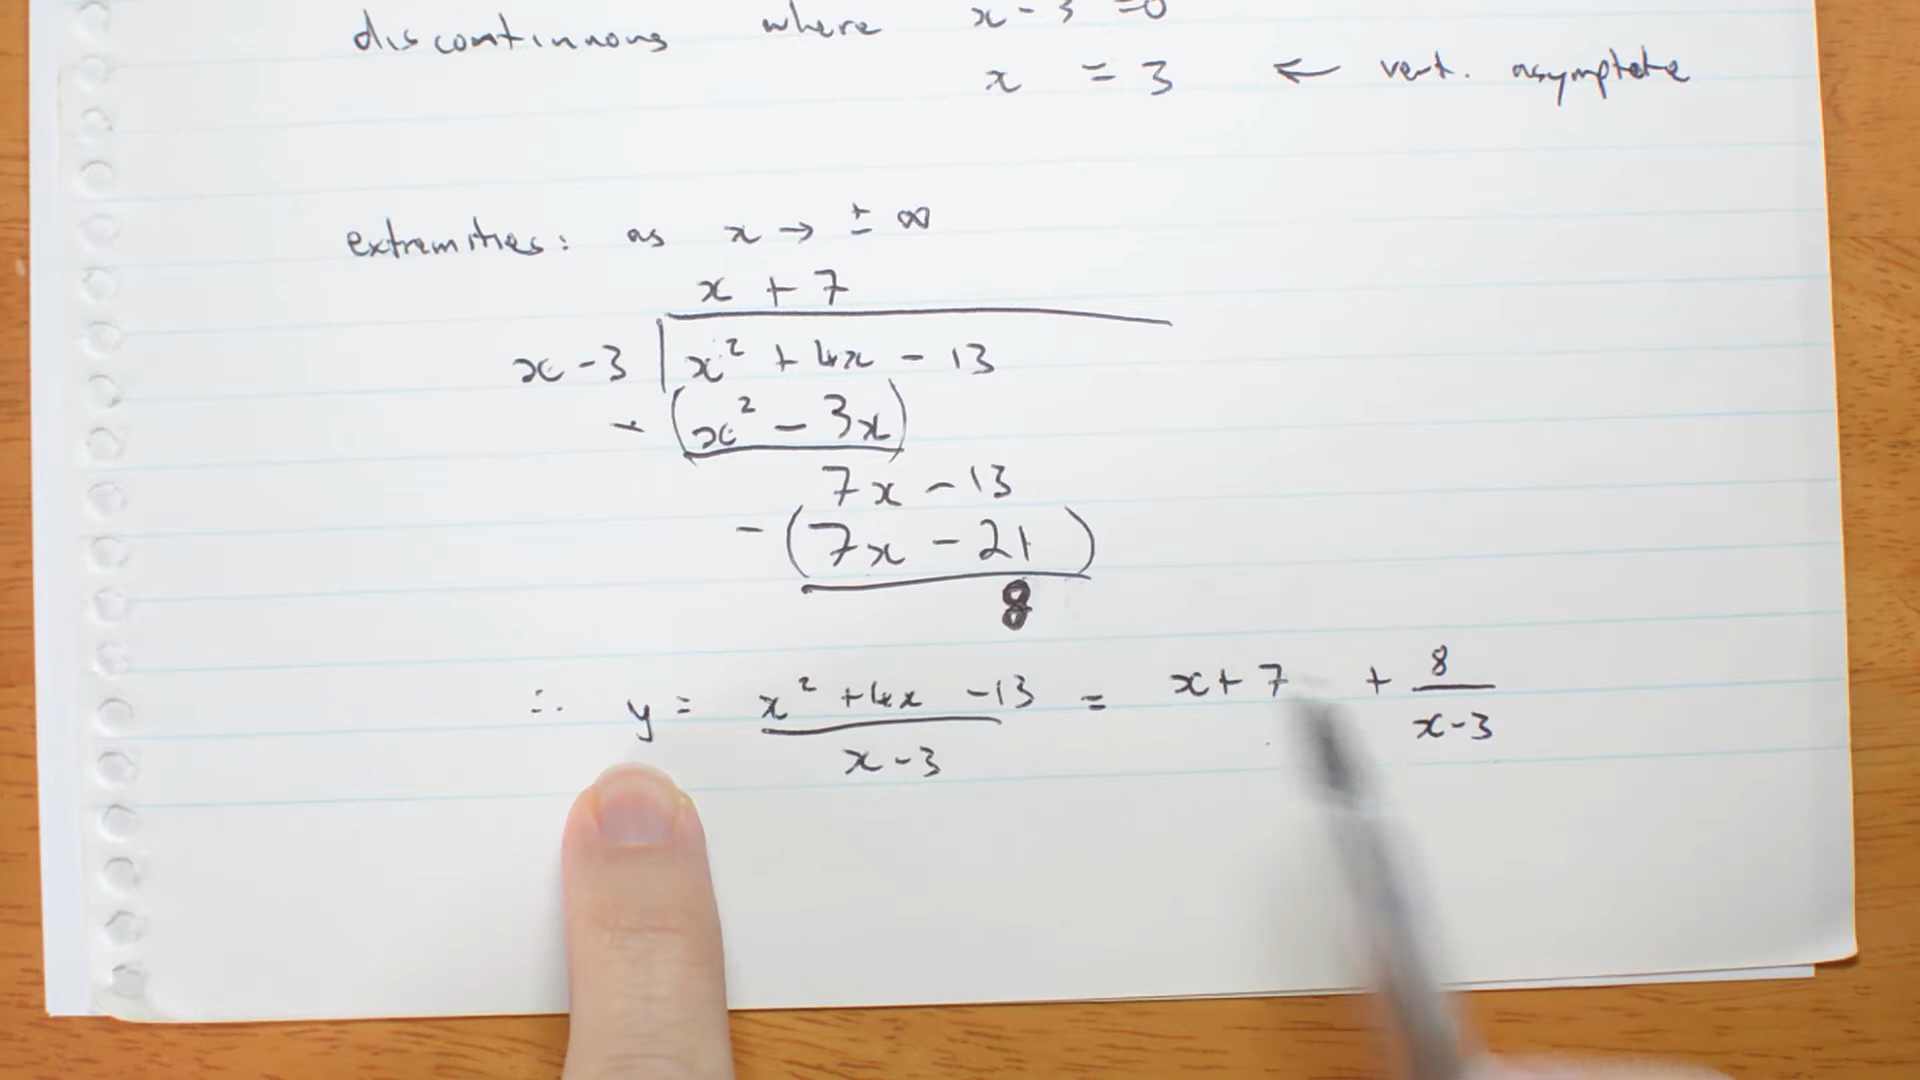 discontinuous where x - 3 = 0
x = 3 ← vert. asymptote
extremities: as x → ± ∞
x + 7
x - 3 | x² + 4x - 13
- (x² - 3x)
7x - 13
- (7x - 21)
8
∴ y = (x² + 4x - 13)/(x - 3) = x + 7 + 8/(x - 3)